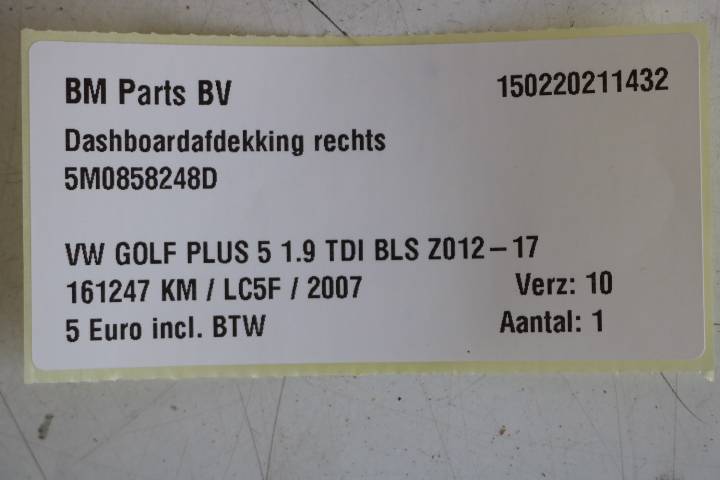 BM Parts BV 150220211432
Dashboardafdekking rechts
5M0858248D
VW GOLF PLUS 5 1.9 TDI BLS Z012-17
161247 KM / LC5F / 2007 Verz: 10
5 Euro incl. BTW Aantal: 1